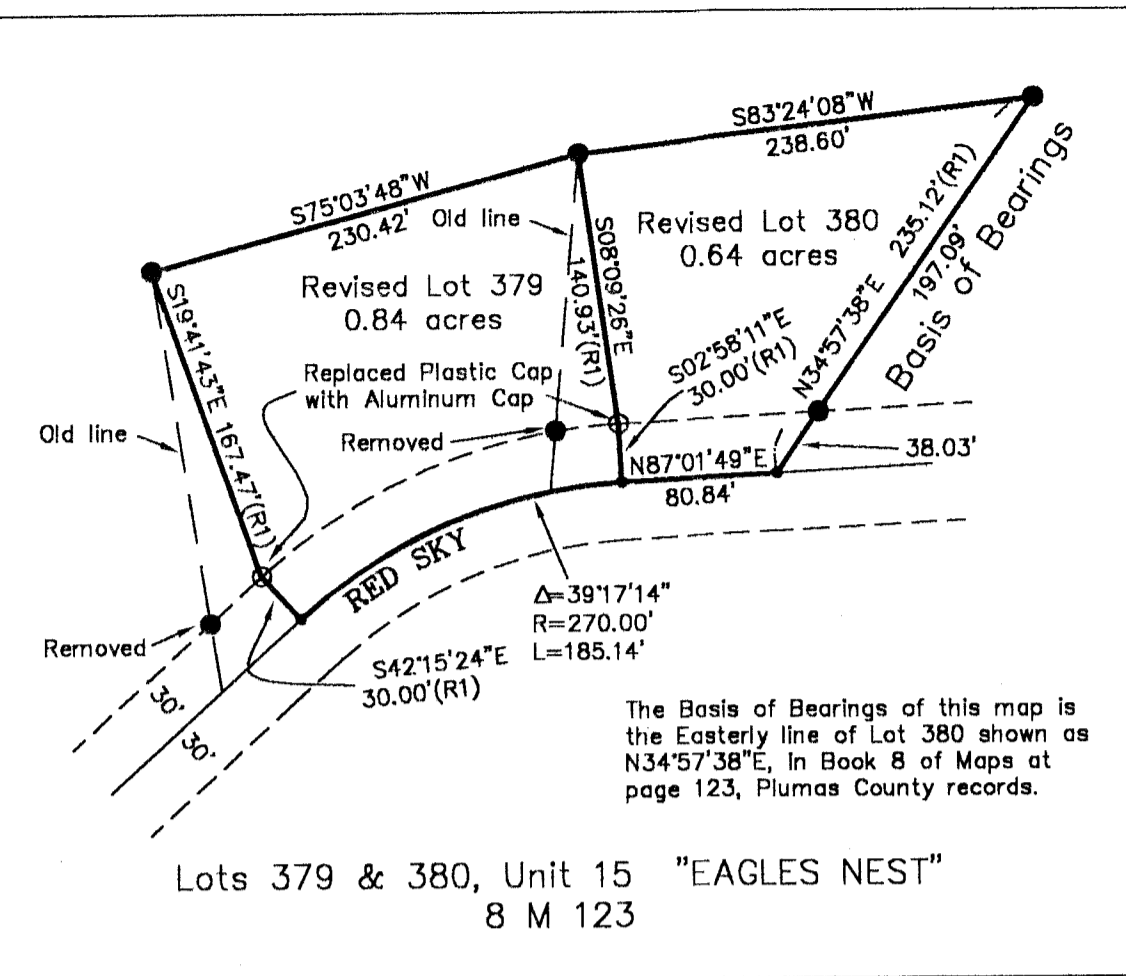 S83°24'08"W
238.60'
S75°03'48"W
230.42'
Old line
Revised Lot 380
0.64 acres
S08°09'26"E
140.93'(R1)
N34°57'38"E 235.12'(R1)
197.09'
Basis of Bearings
Revised Lot 379
0.84 acres
S19°41'43"E 167.47'(R1)
S02°58'11"E
30.00'(R1)
Replaced Plastic Cap
with Aluminum Cap
Old line
Removed
38.03'
N87°01'49"E
80.84'
RED SKY
Δ=39°17'14"
R=270.00'
L=185.14'
Removed
S42°15'24"E
30.00'(R1)
30'
30'
The Basis of Bearings of this map is
the Easterly line of Lot 380 shown as
N34°57'38"E, in Book 8 of Maps at
page 123, Plumas County records.
Lots 379 & 380, Unit 15 "EAGLES NEST"
8 M 123